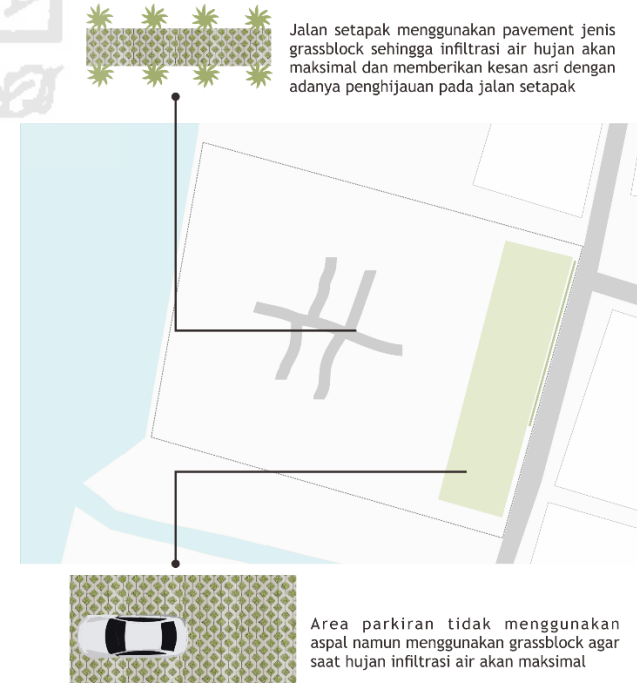 Jalan setapak menggunakan pavement jenis
grassblock sehingga infiltrasi air hujan akan
maksimal dan memberikan kesan asri dengan
adanya penghijauan pada jalan setapak
Area parkiran tidak menggunakan
aspal namun menggunakan grassblock agar
saat hujan infiltrasi air akan maksimal